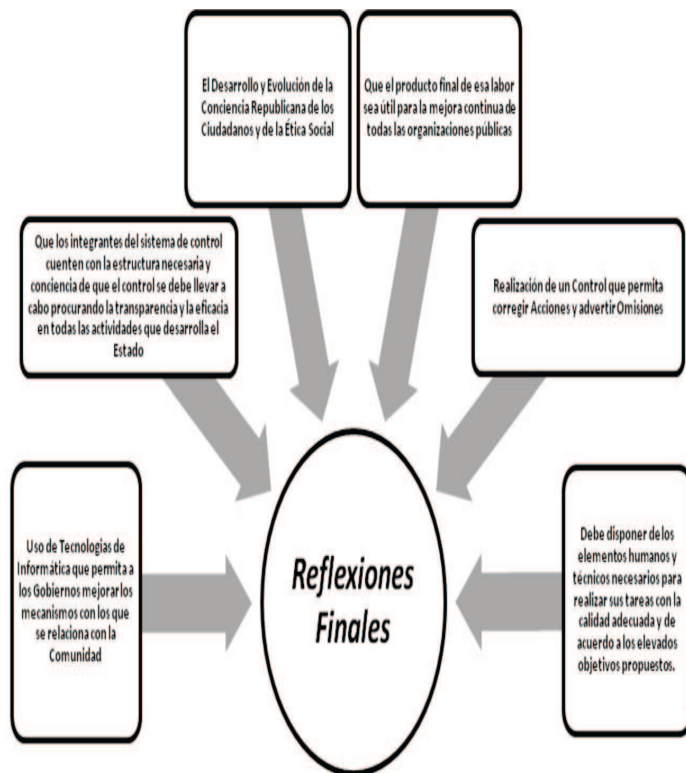 El Desarrollo y Evolución de la
Conciencia Republicana de los
Ciudadanos y de la Ética Social
Que el producto final de esa labor
sea útil para la mejora continua de
todas las organizaciones públicas
Que los integrantes del sistema de control
cuenten con la estructura necesaria y
conciencia de que el control se debe llevar a
cabo procurando la transparencia y la eficacia
en todas las actividades que desarrolla el
Estado
Realización de un Control que permita
corregir Acciones y advertir Omisiones
Uso de Tecnologías de
Informática que permita a
los Gobiernos mejorar los
mecanismos con los que
se relaciona con la
Comunidad
Reflexiones
Finales
Debe disponer de los
elementos humanos y
técnicos necesarios para
realizar sus tareas con la
calidad adecuada y de
acuerdo a los elevados
objetivos propuestos.